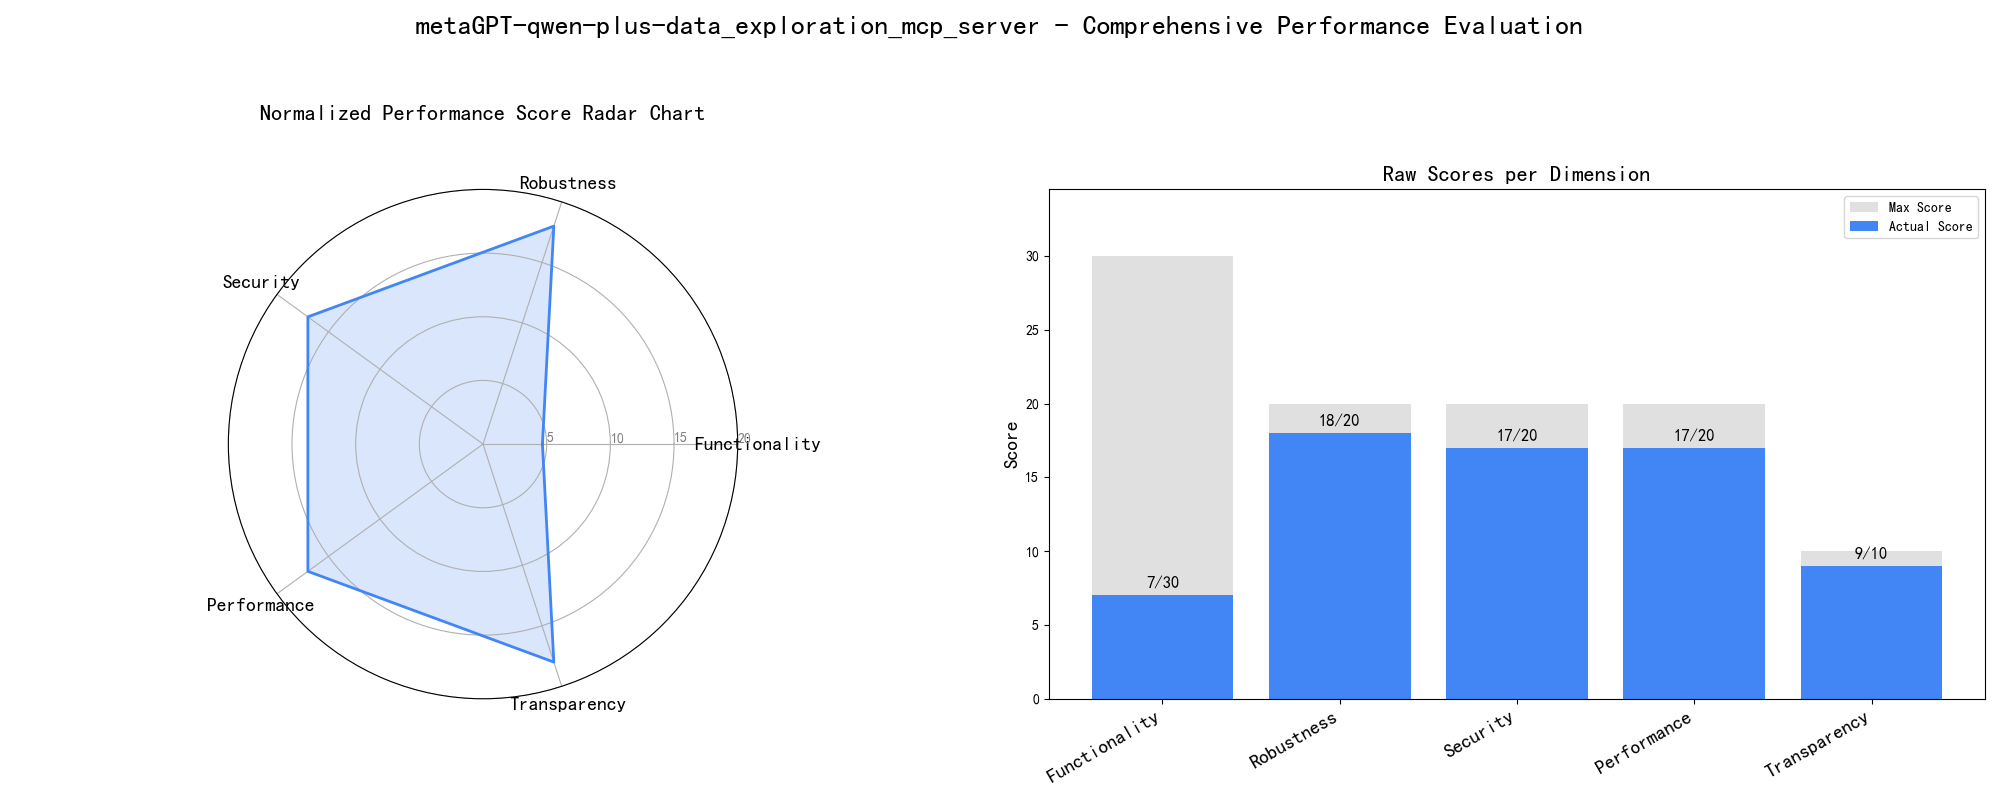 metaGPT-qwen-plus-data_exploration_mcp_server - Comprehensive Performance Evaluation
Normalized Performance Score Radar Chart
Robustness
Security
Functionality
5
10
15
20
Performance
Transparency
Raw Scores per Dimension
Max Score
Actual Score
Score
30
25
20
15
10
5
0
7/30
18/20
17/20
17/20
9/10
Functionality
Robustness
Security
Performance
Transparency